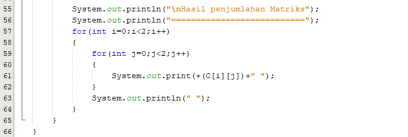 55 System.out.println("\nHasil penjumlahan Matriks");
56 System.out.println("===========================");
57 for(int i=0;i<2;i++)
58 {
59 for(int j=0;j<2;j++)
60 {
61 System.out.print(+(C[i][j])+" ");
62 }
63 System.out.println(" ");
64 }
65 }
66 }